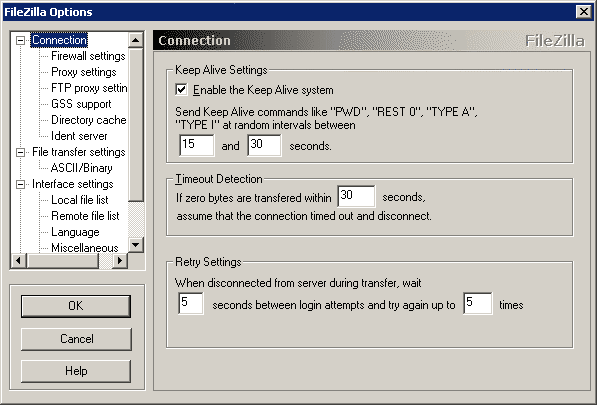 FileZilla Options
Connection
Firewall settings
Proxy settings
FTP proxy settin
GSS support
Directory cache
Ident server
File transfer settings
ASCII/Binary
Interface settings
Local file list
Remote file list
Language
Miscellaneous
OK
Cancel
Help
Connection
FileZilla
Keep Alive Settings
Enable the Keep Alive system
Send Keep Alive commands like "PWD", "REST 0", "TYPE A",
"TYPE I" at random intervals between
15 and 30 seconds.
Timeout Detection
If zero bytes are transfered within 30 seconds,
assume that the connection timed out and disconnect.
Retry Settings
When disconnected from server during transfer, wait
5 seconds between login attempts and try again up to 5 times